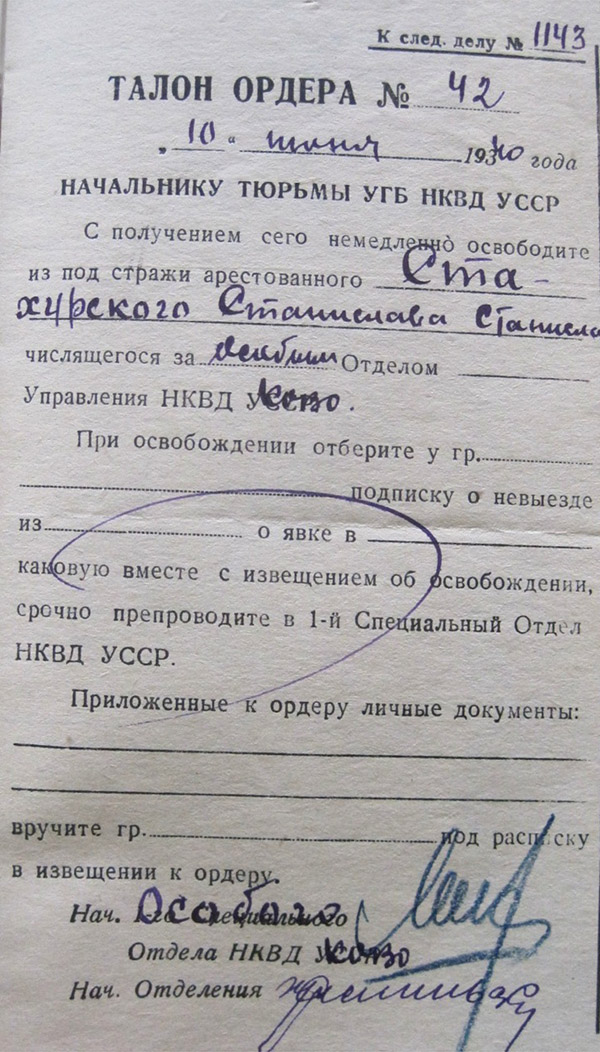 К след. делу № 1143
ТАЛОН ОРДЕРА № 42
„ 10 " июня 1940 года
НАЧАЛЬНИКУ ТЮРЬМЫ УГБ НКВД УССР
С получением сего немедленно освободите
из под стражи арестованного Ста-
хурского Станислава Станисла
числящегося за Особым Отделом
Управления НКВД КОВО.
При освобождении отберите у гр.
подписку о невыезде
из о явке в
каковую вместе с извещением об освобождении,
срочно препроводите в 1-й Специальный Отдел
НКВД УССР.
Приложенные к ордеру личные документы:
вручите гр. под расписку
в извещении к ордеру.
Нач. Особого
Отдела НКВД КОВО
Нач. Отделения